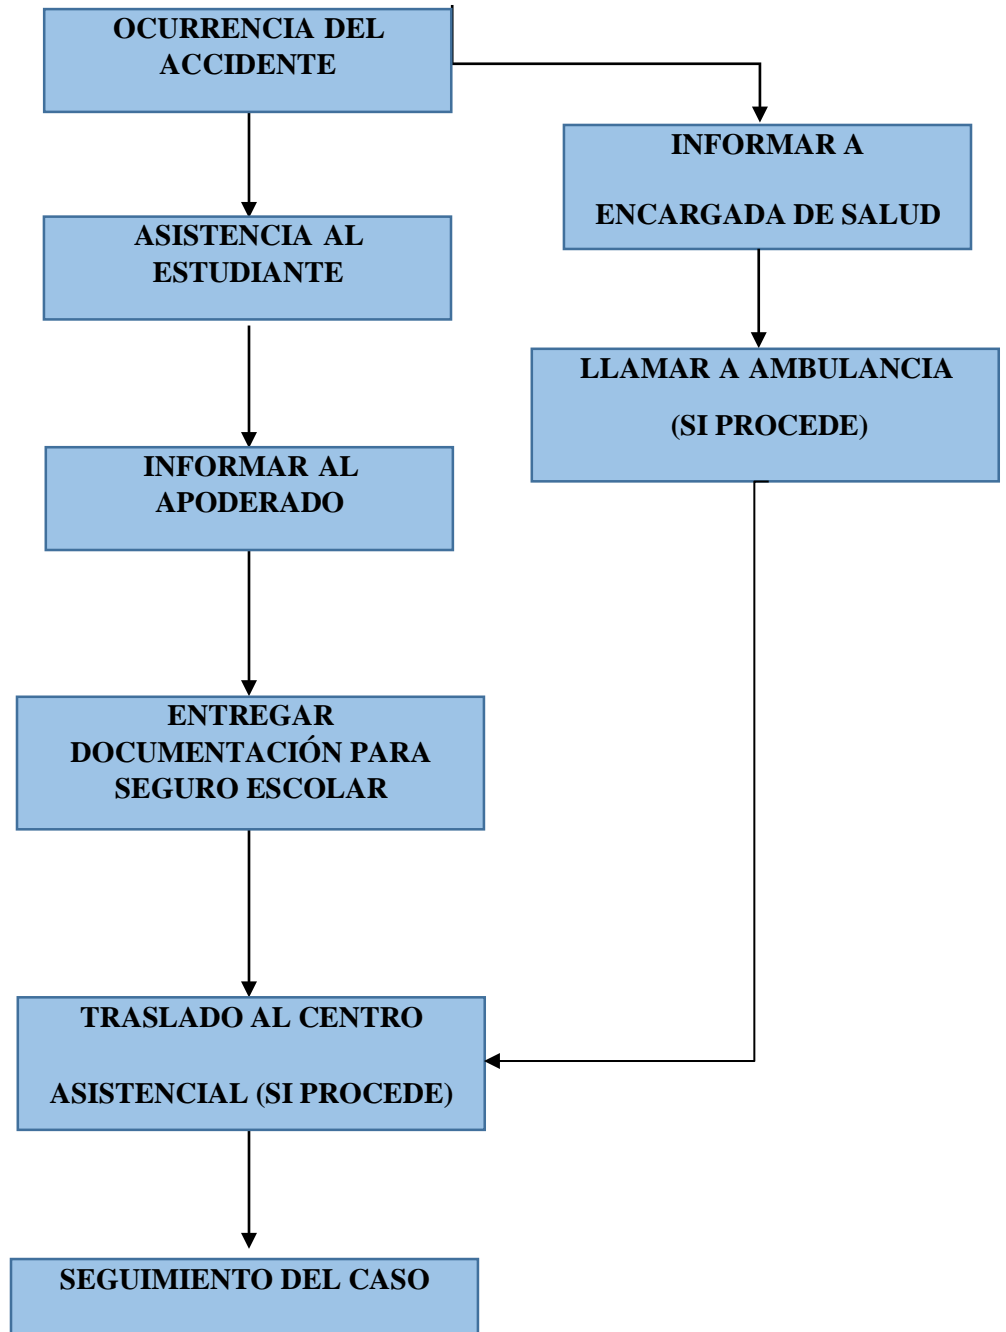 OCURRENCIA DEL
ACCIDENTE
INFORMAR A
ENCARGADA DE SALUD
ASISTENCIA AL
ESTUDIANTE
LLAMAR A AMBULANCIA
(SI PROCEDE)
INFORMAR AL
APODERADO
ENTREGAR
DOCUMENTACIÓN PARA
SEGURO ESCOLAR
TRASLADO AL CENTRO
ASISTENCIAL (SI PROCEDE)
SEGUIMIENTO DEL CASO